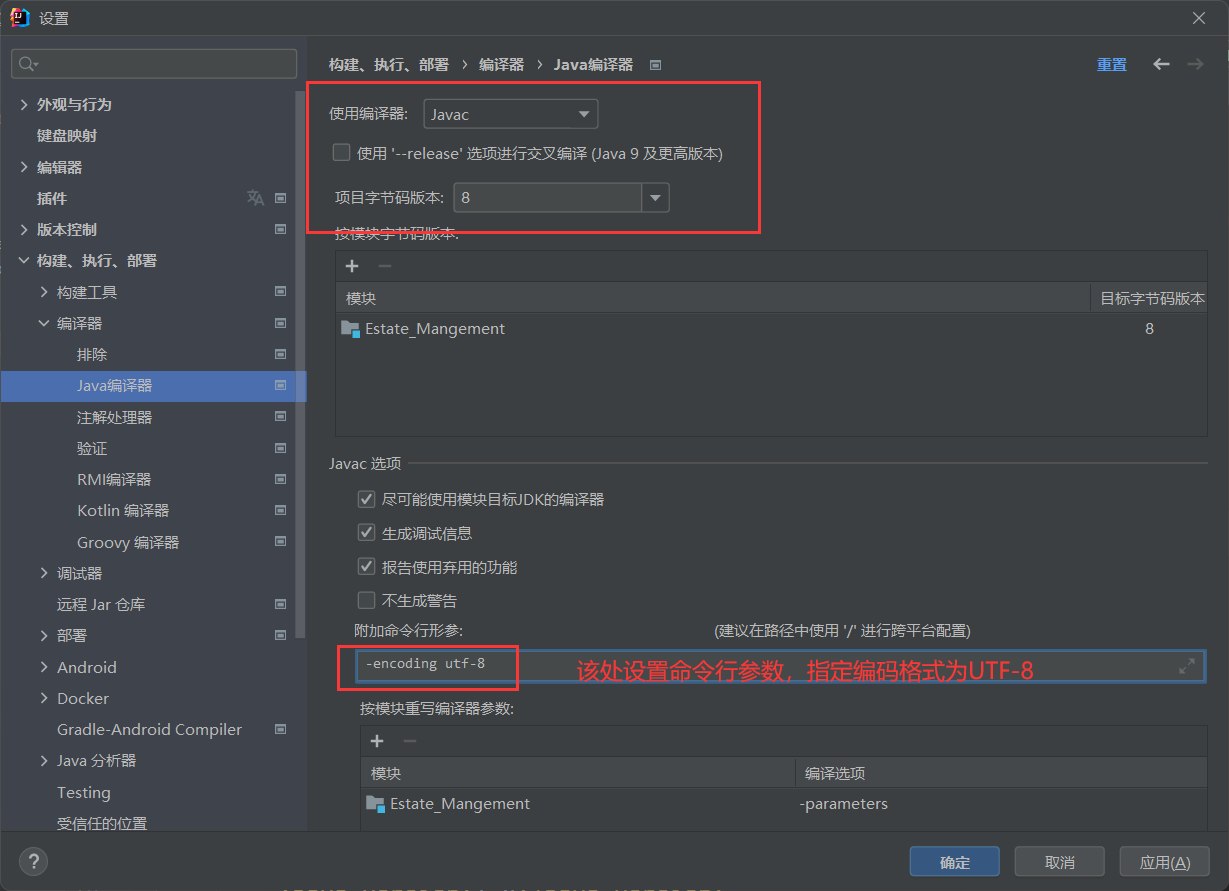 设置
构建、执行、部署 › 编译器 › Java编译器
重置
外观与行为
键盘映射
编辑器
插件
版本控制
构建、执行、部署
构建工具
编译器
排除
Java编译器
注解处理器
验证
RMI编译器
Kotlin 编译器
Groovy 编译器
调试器
远程 Jar 仓库
部署
Android
Docker
Gradle-Android Compiler
Java 分析器
Testing
受信任的位置
使用编译器: Javac
使用 '--release' 选项进行交叉编译 (Java 9 及更高版本)
项目字节码版本: 8
按模块字节码版本:
模块 目标字节码版本
Estate_Mangement 8
Javac 选项
尽可能使用模块目标JDK的编译器
生成调试信息
报告使用弃用的功能
不生成警告
附加命令行形参: (建议在路径中使用 '/' 进行跨平台配置)
-encoding utf-8 该处设置命令行参数，指定编码格式为UTF-8
按模块重写编译器参数:
模块 编译选项
Estate_Mangement -parameters
?
确定 取消 应用(A)